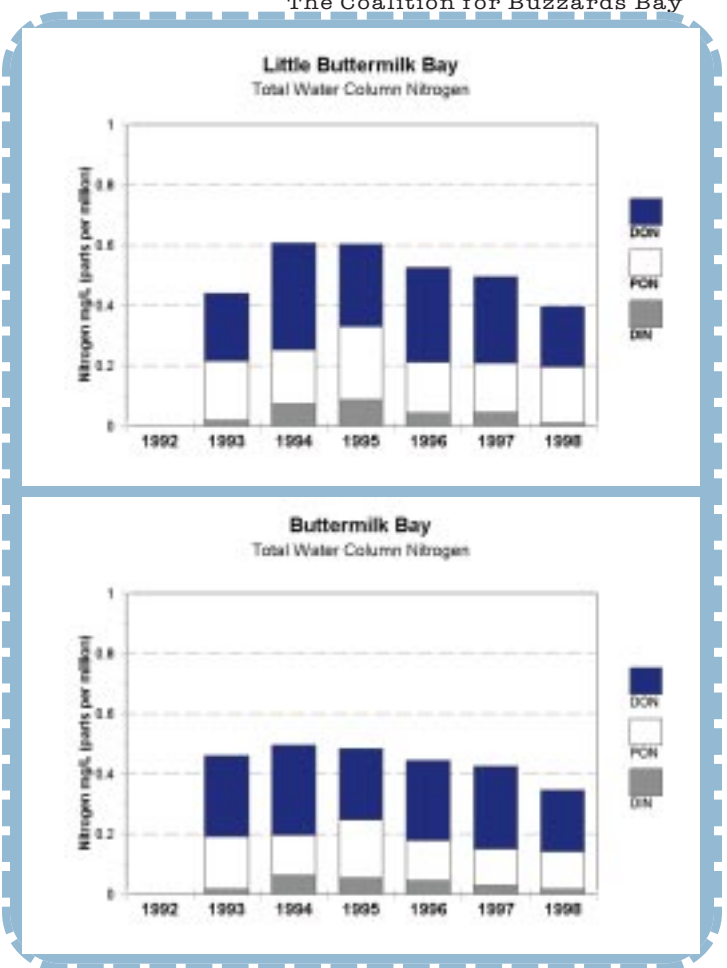 The Coalition for Buzzards Bay
Little Buttermilk Bay
Total Water Column Nitrogen
Nitrogen mg/L (parts per million)
1
0.8
0.6
0.4
0.2
0
1992 1993 1994 1995 1996 1997 1998
DON
PON
DIN
Buttermilk Bay
Total Water Column Nitrogen
Nitrogen mg/L (parts per million)
1
0.8
0.6
0.4
0.2
0
1992 1993 1994 1995 1996 1997 1998
DON
PON
DIN